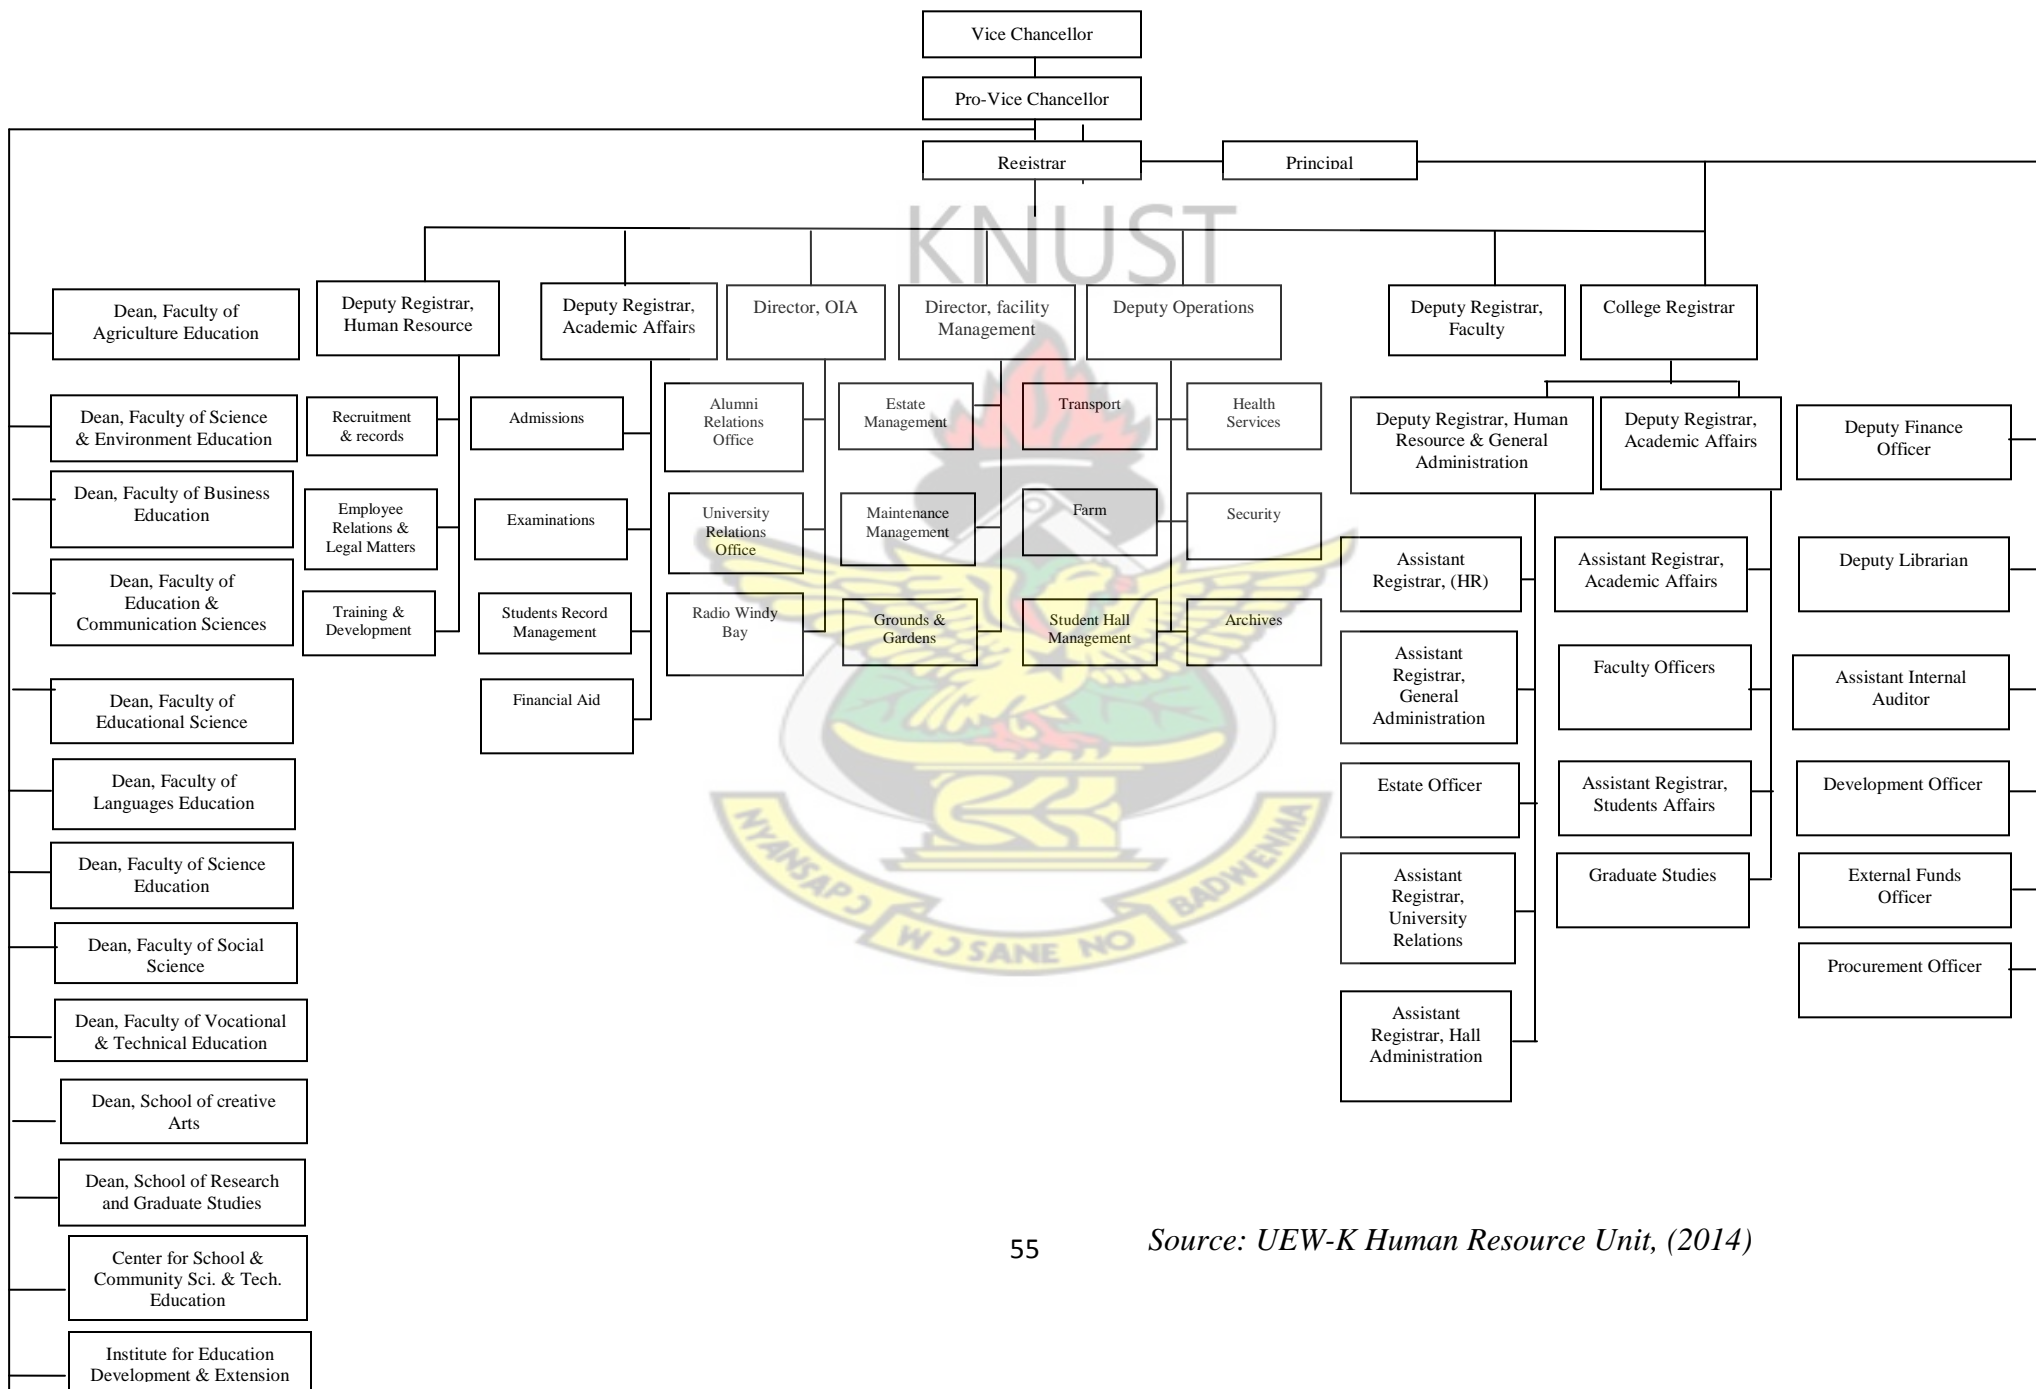 Vice Chancellor
Pro-Vice Chancellor
Registrar
Principal
KNUST
Dean, Faculty of
Agriculture Education
Dean, Faculty of Science
& Environment Education
Dean, Faculty of Business
Education
Dean, Faculty of
Education &
Communication Sciences
Dean, Faculty of
Educational Science
Dean, Faculty of
Languages Education
Dean, Faculty of Science
Education
Dean, Faculty of Social
Science
Dean, Faculty of Vocational
& Technical Education
Dean, School of creative
Arts
Dean, School of Research
and Graduate Studies
Center for School &
Community Sci. & Tech.
Education
Institute for Education
Development & Extension
Deputy Registrar,
Human Resource
Recruitment
& records
Employee
Relations &
Legal Matters
Training &
Development
Deputy Registrar,
Academic Affairs
Admissions
Examinations
Students Record
Management
Financial Aid
Director, OIA
Alumni
Relations
Office
University
Relations
Office
Radio Windy
Bay
Director, facility
Management
Estate
Management
Maintenance
Management
Grounds &
Gardens
Deputy Operations
Transport
Farm
Student Hall
Management
Health
Services
Security
Archives
Deputy Registrar,
Faculty
College Registrar
Deputy Registrar, Human
Resource & General
Administration
Assistant
Registrar, (HR)
Assistant
Registrar,
General
Administration
Estate Officer
Assistant
Registrar,
University
Relations
Assistant
Registrar, Hall
Administration
Deputy Registrar,
Academic Affairs
Assistant Registrar,
Academic Affairs
Faculty Officers
Assistant Registrar,
Students Affairs
Graduate Studies
Deputy Finance
Officer
Deputy Librarian
Assistant Internal
Auditor
Development Officer
External Funds
Officer
Procurement Officer
NYANSAPƆ
WƆSANE NO
BADWENMA
55
Source: UEW-K Human Resource Unit, (2014)